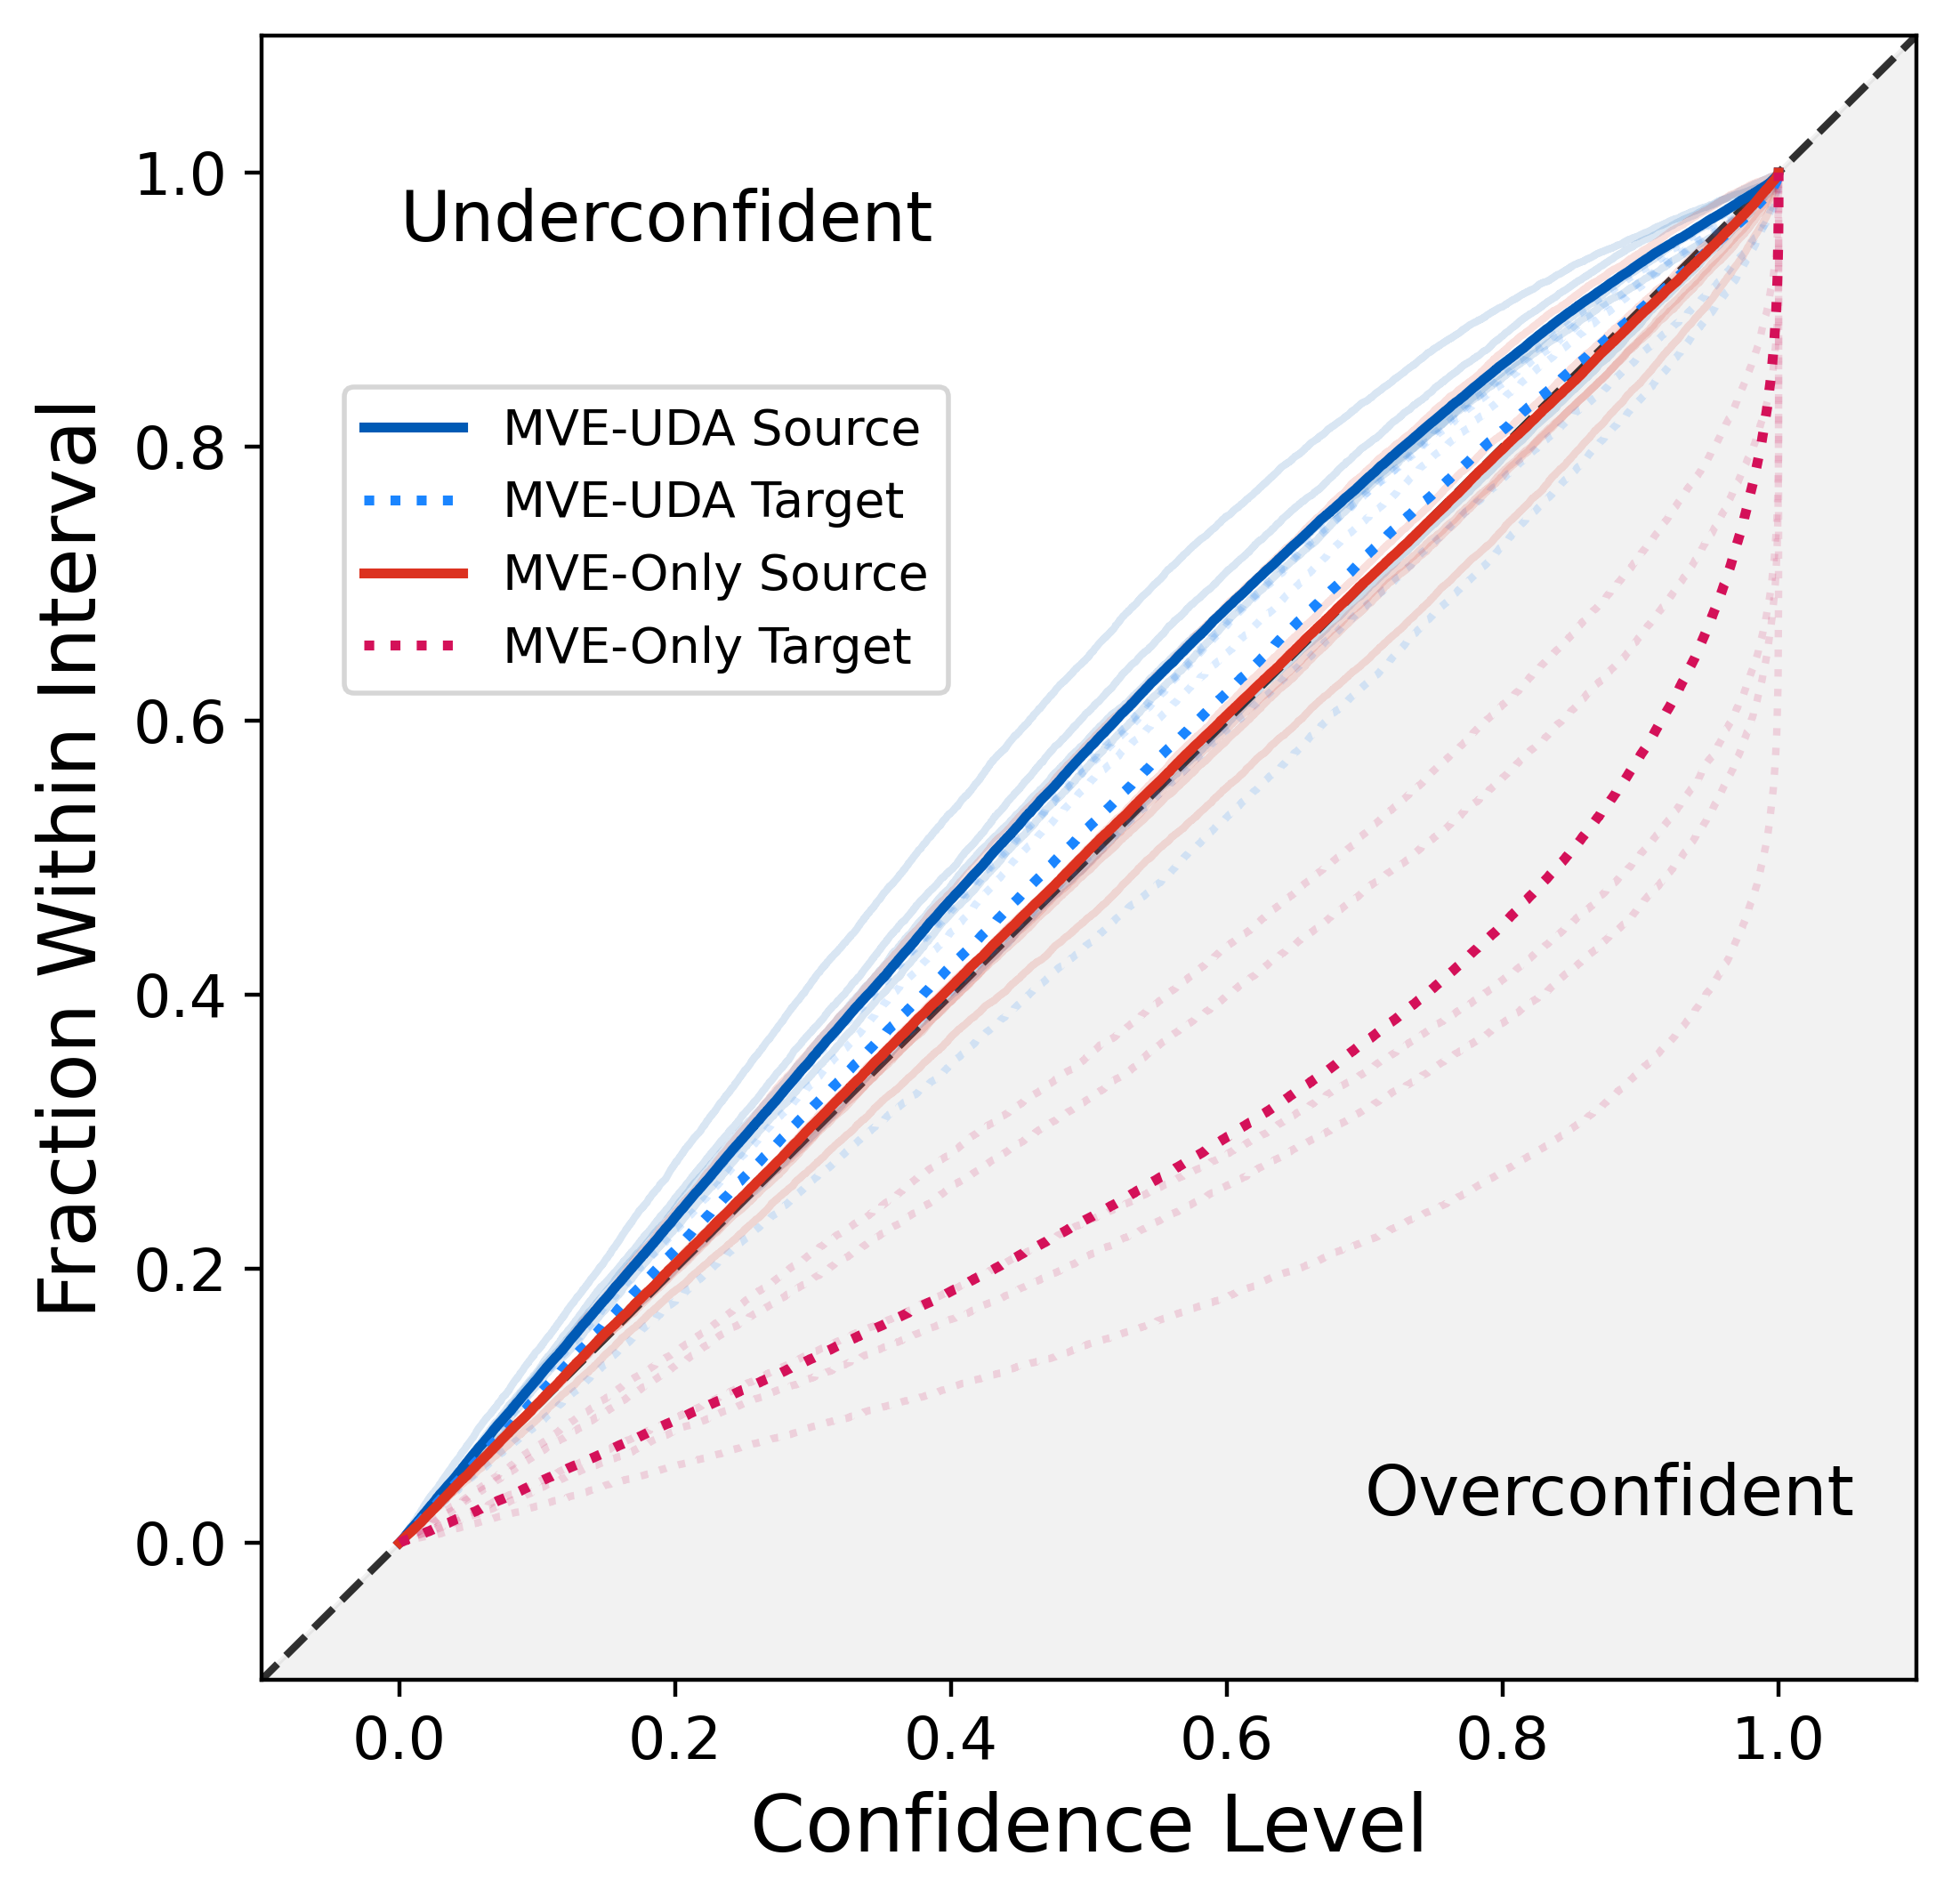 Underconfident
MVE-UDA Source
MVE-UDA Target
MVE-Only Source
MVE-Only Target
Overconfident
Fraction Within Interval
1.0
0.8
0.6
0.4
0.2
0.0
0.0 0.2 0.4 0.6 0.8 1.0
Confidence Level